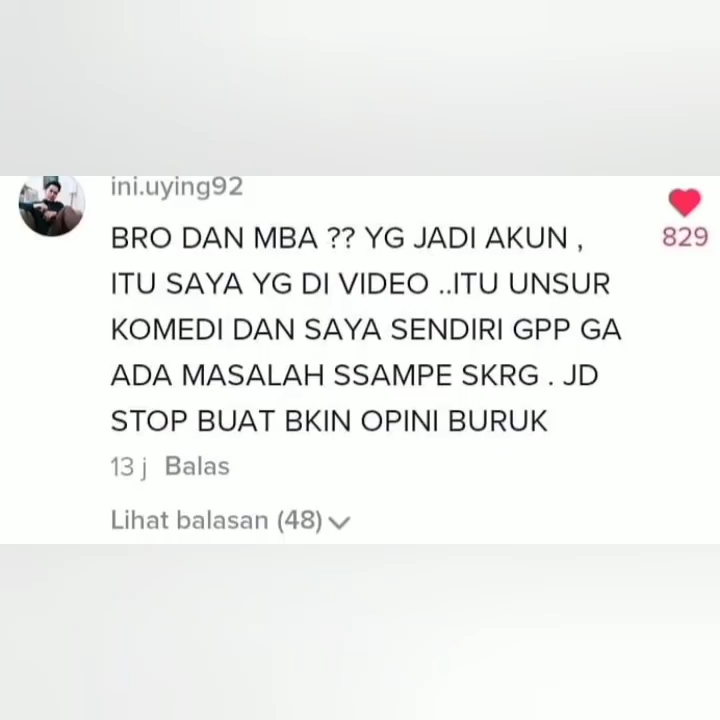 ini.uying92
BRO DAN MBA ?? YG JADI AKUN ,
829
ITU SAYA YG DI VIDEO ..ITU UNSUR
KOMEDI DAN SAYA SENDIRI GPP GA
ADA MASALAH SSAMPE SKRG . JD
STOP BUAT BKIN OPINI BURUK
13 j Balas
Lihat balasan (48)